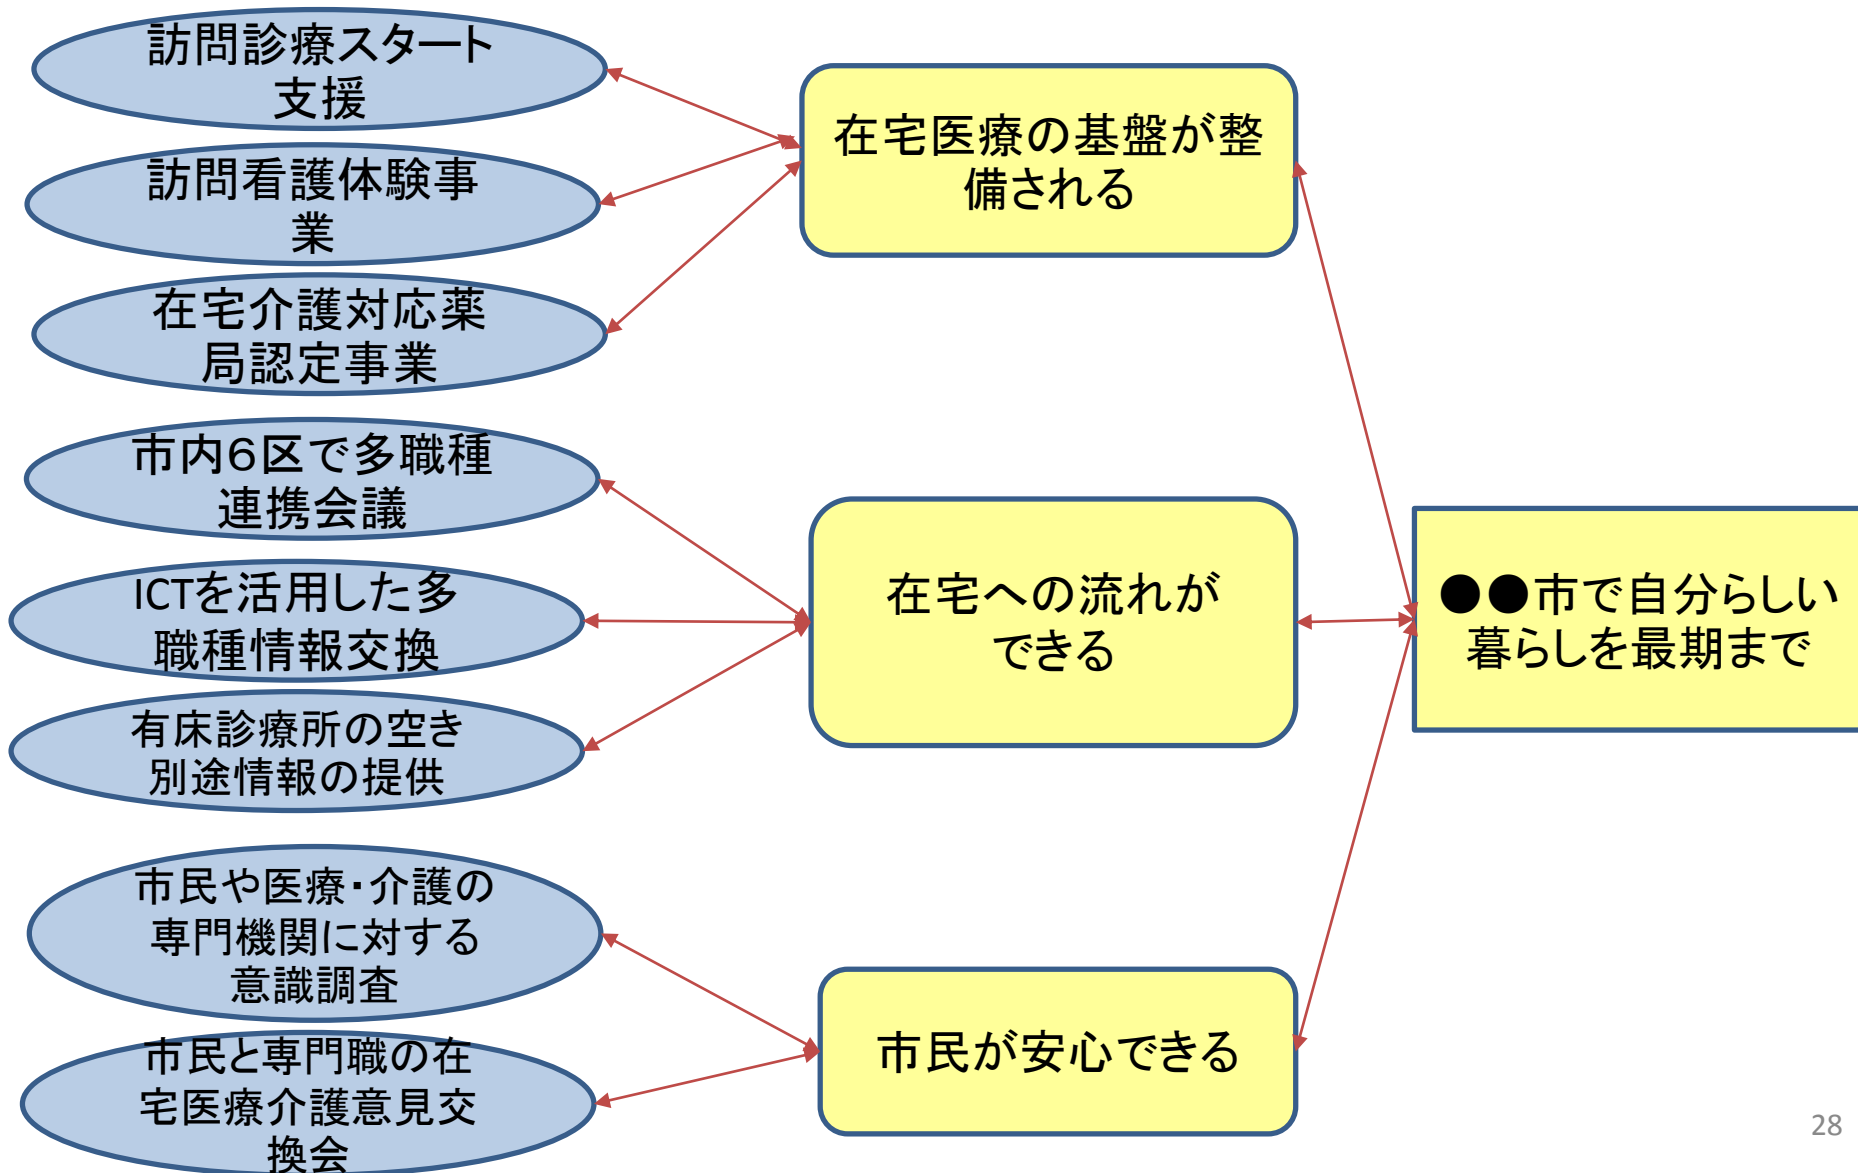 訪問診療スタート
支援
訪問看護体験事
業
在宅介護対応薬
局認定事業
市内6区で多職種
連携会議
ICTを活用した多
職種情報交換
有床診療所の空き
別途情報の提供
市民や医療・介護の
専門機関に対する
意識調査
市民と専門職の在
宅医療介護意見交
換会
在宅医療の基盤が整
備される
在宅への流れが
できる
市民が安心できる
●●市で自分らしい
暮らしを最期まで
28